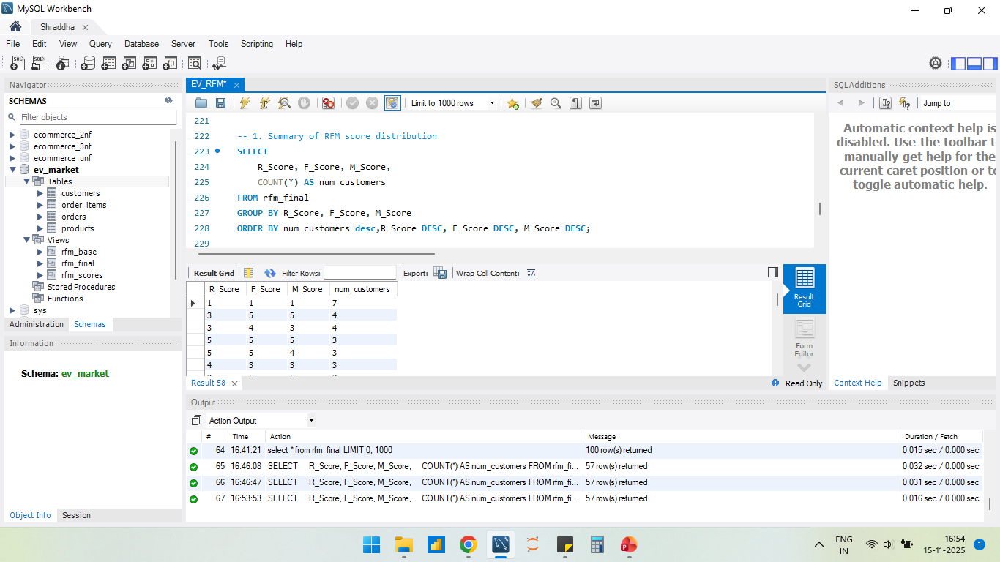 MySQL Workbench
Shraddha
File Edit View Query Database Server Tools Scripting Help
Navigator
SCHEMAS
Filter objects
ecommerce_2nf
ecommerce_3nf
ecommerce_unf
ev_market
Tables
customers
order_items
orders
products
Views
rfm_base
rfm_final
rfm_scores
Stored Procedures
Functions
sys
Administration Schemas
Information
Schema: ev_market
Object Info Session
EV_RFM*
Limit to 1000 rows
221
222 -- 1. Summary of RFM score distribution
223 SELECT
224 R_Score, F_Score, M_Score,
225 COUNT(*) AS num_customers
226 FROM rfm_final
227 GROUP BY R_Score, F_Score, M_Score
228 ORDER BY num_customers desc,R_Score DESC, F_Score DESC, M_Score DESC;
229
Result Grid Filter Rows: Export: Wrap Cell Content:
R_Score F_Score M_Score num_customers
1 1 1 7
3 5 5 4
3 4 3 4
5 5 5 3
5 5 4 3
4 3 3 3
Result Grid
Form Editor
Result 58
Read Only
SQLAdditions
Jump to
Automatic context help is
disabled. Use the toolbar t
manually get help for the
current caret position or to
toggle automatic help.
Context Help Snippets
Output
Action Output
# Time Action Message Duration / Fetch
64 16:41:21 select * from rfm_final LIMIT 0, 1000 100 row(s) returned 0.015 sec / 0.000 sec
65 16:46:08 SELECT R_Score, F_Score, M_Score, COUNT(*) AS num_customers FROM rfm_fi... 57 row(s) returned 0.032 sec / 0.000 sec
66 16:46:47 SELECT R_Score, F_Score, M_Score, COUNT(*) AS num_customers FROM rfm_fi... 57 row(s) returned 0.031 sec / 0.000 sec
67 16:53:53 SELECT R_Score, F_Score, M_Score, COUNT(*) AS num_customers FROM rfm_fi... 57 row(s) returned 0.016 sec / 0.000 sec
ENG
IN
16:54
15-11-2025
1